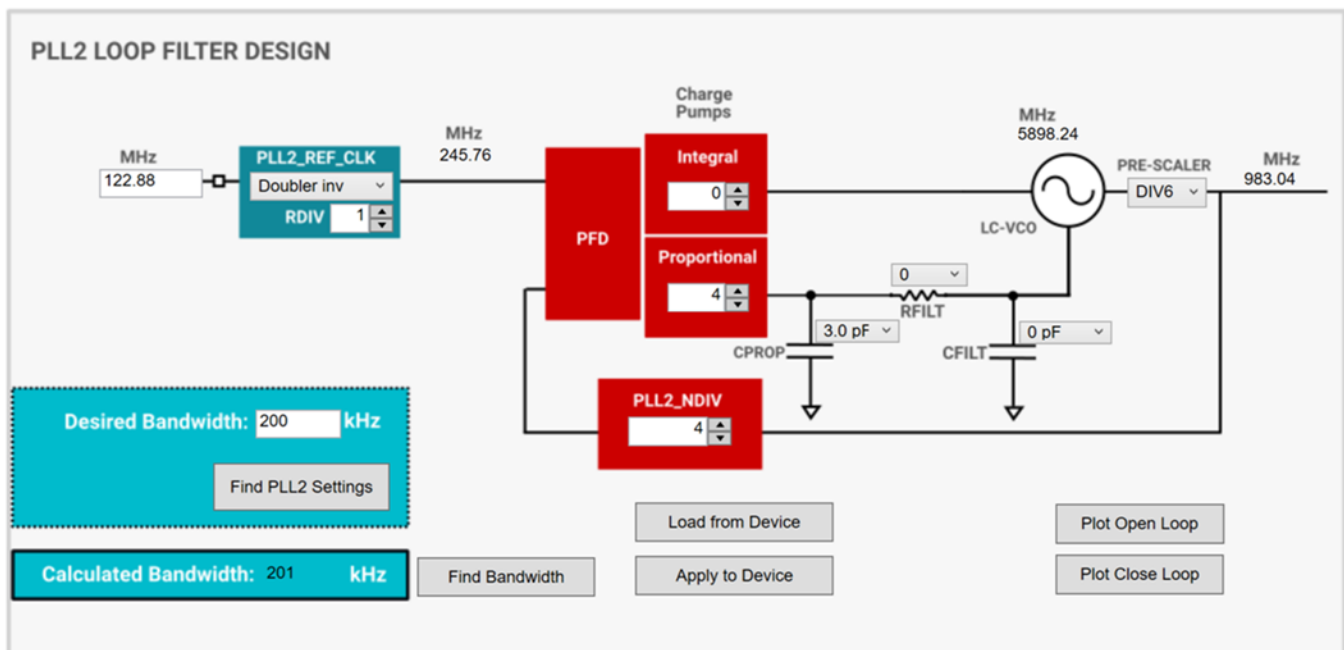 PLL2 LOOP FILTER DESIGN
Charge
Pumps
MHz
5898.24
MHz
245.76
MHz
122.88
PLL2_REF_CLK
Doubler inv
RDIV 1
PFD
Integral
0
Proportional
4
PRE-SCALER
DIV6
MHz
983.04
LC-VCO
0
RFILT
3.0 pF
CPROP
0 pF
CFILT
PLL2_NDIV
4
Desired Bandwidth: 200 kHz
Find PLL2 Settings
Calculated Bandwidth: 201 kHz
Find Bandwidth
Load from Device
Apply to Device
Plot Open Loop
Plot Close Loop